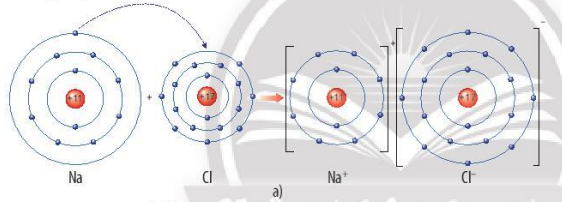 +11 + +17 +11 + +17 −
Na Cl Na⁺ Cl⁻
a)